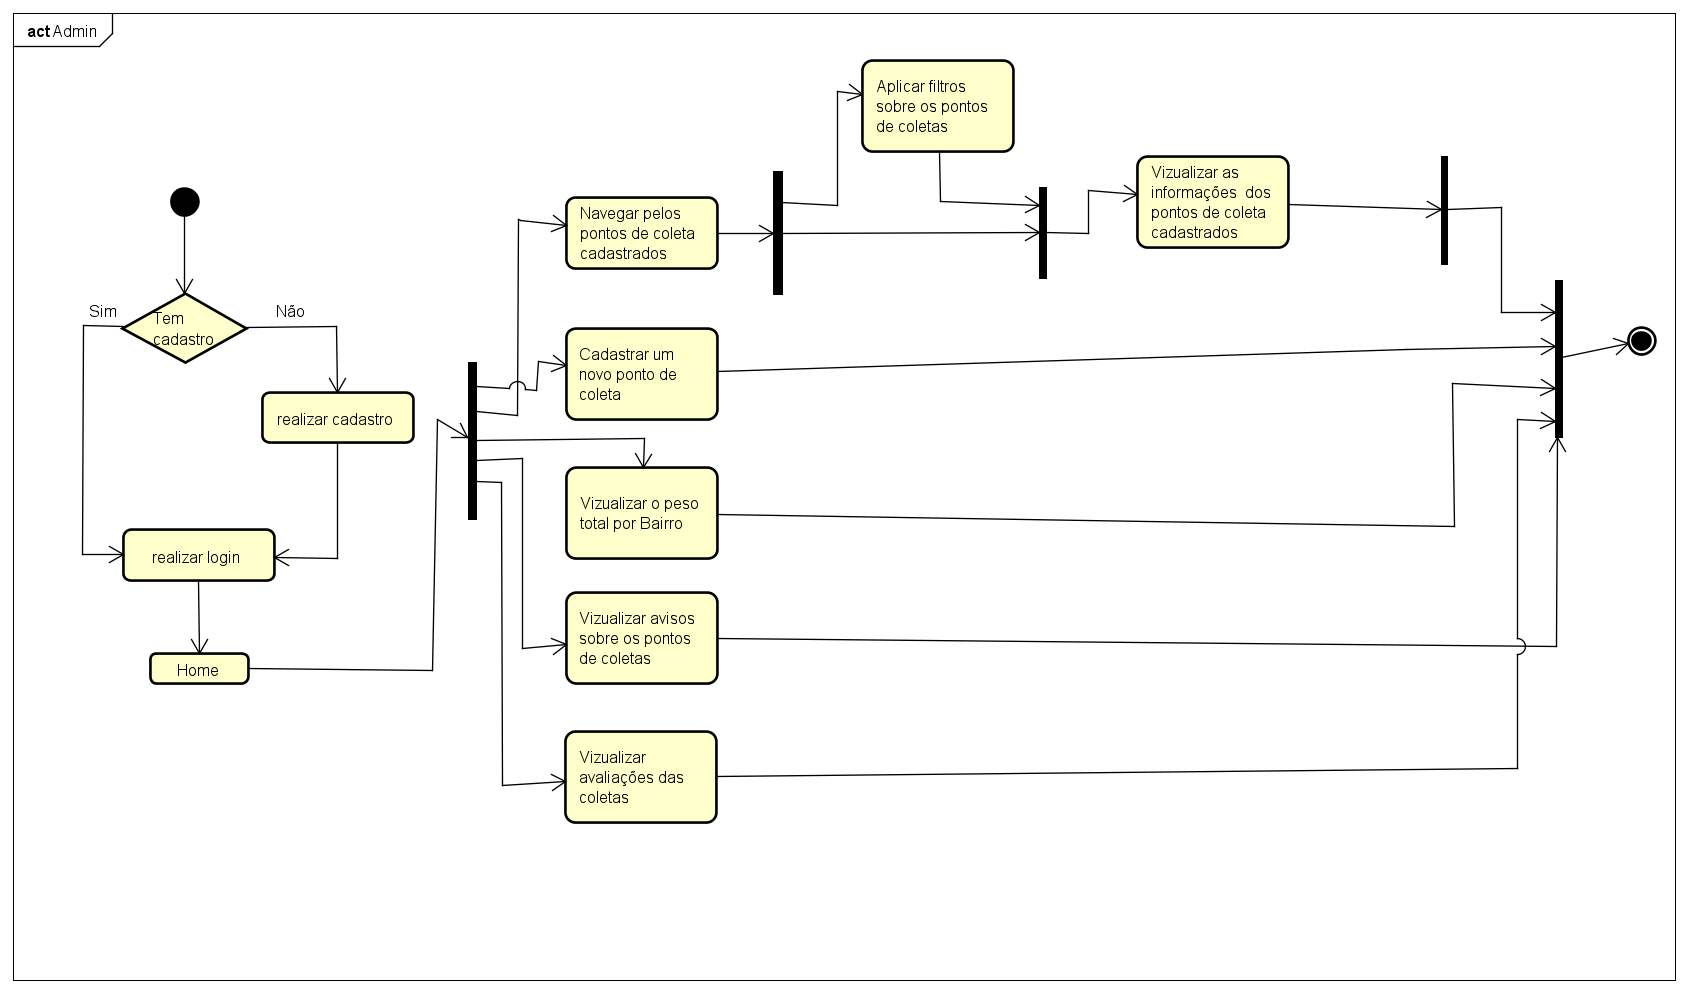 act Admin
Aplicar filtros
sobre os pontos
de coletas
Vizualizar as
informações dos
pontos de coleta
cadastrados
Navegar pelos
pontos de coleta
cadastrados
Sim
Não
Tem
cadastro
Cadastrar um
novo ponto de
coleta
realizar cadastro
Vizualizar o peso
total por Bairro
realizar login
Vizualizar avisos
sobre os pontos
de coletas
Home
Vizualizar
avaliações das
coletas